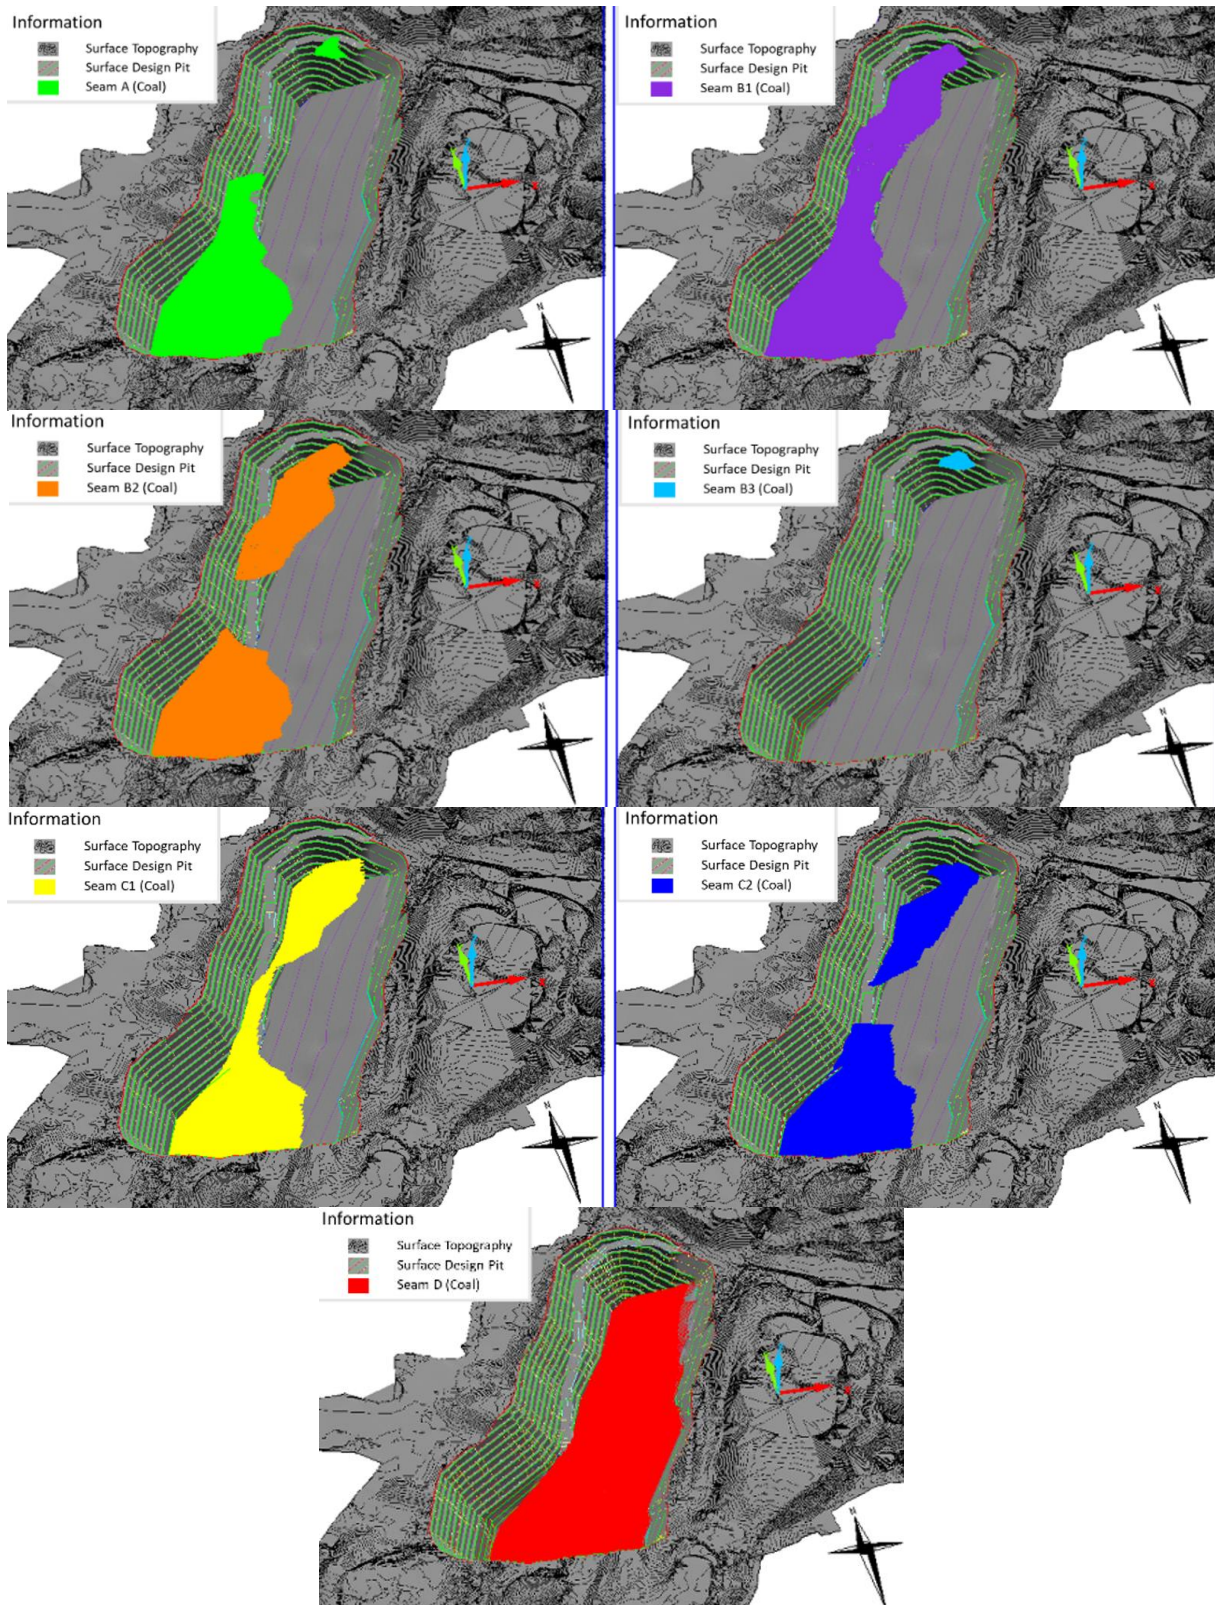 Information
Surface Topography
Surface Design Pit
Seam A (Coal)
N
Information
Surface Topography
Surface Design Pit
Seam B1 (Coal)
N
Information
Surface Topography
Surface Design Pit
Seam B2 (Coal)
N
Information
Surface Topography
Surface Design Pit
Seam B3 (Coal)
N
Information
Surface Topography
Surface Design Pit
Seam C1 (Coal)
N
Information
Surface Topography
Surface Design Pit
Seam C2 (Coal)
N
Information
Surface Topography
Surface Design Pit
Seam D (Coal)
N